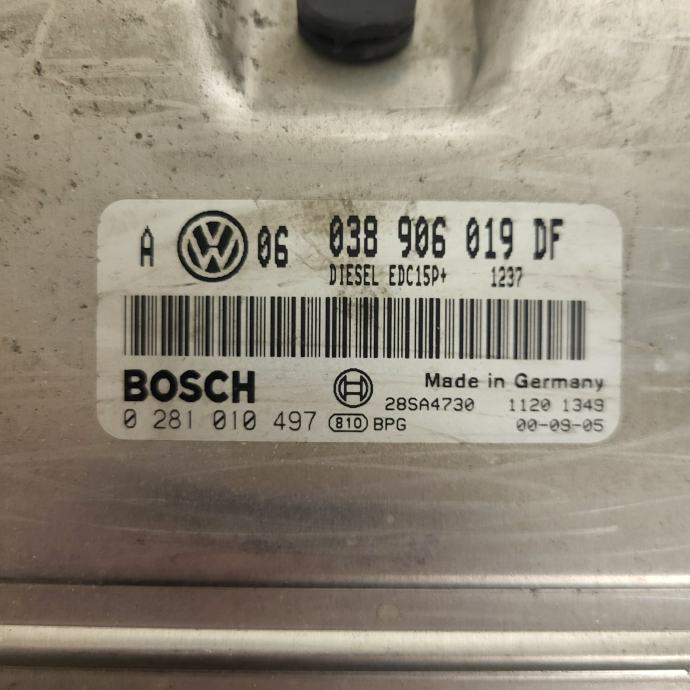 A VW 06 038 906 019 DF
DIESEL EDC15P+ 1237
BOSCH Made in Germany
28SA4730 1120 1349
0 281 010 497 810 BPG 00-09-05